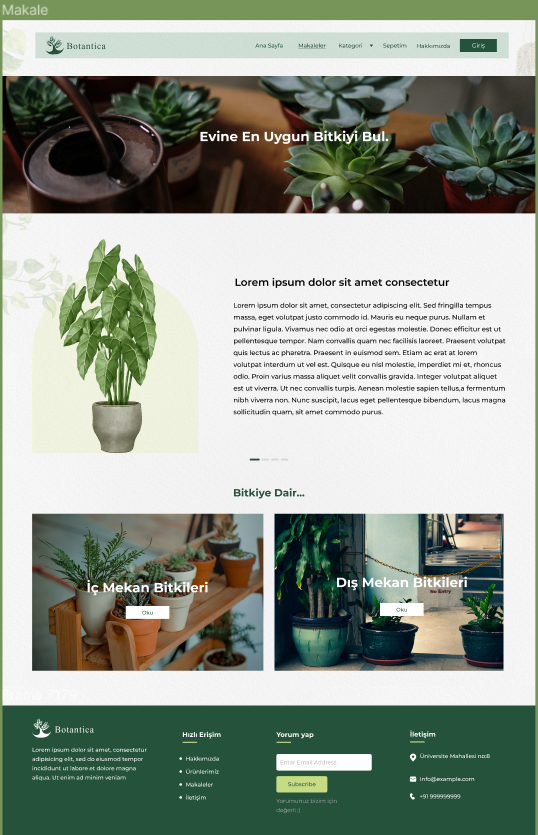 Makale
Botantica
Ana Sayfa
Makaleler
Kategori
Sepetim
Hakkımızda
Giriş
Evine En Uygun Bitkiyi Bul.
Lorem ipsum dolor sit amet consectetur
Lorem ipsum dolor sit amet, consectetur adipiscing elit. Sed fringilla tempus
massa, eget volutpat justo commodo id. Mauris eu neque purus. Nullam et
pulvinar ligula. Vivamus nec odio at orci egestas molestie. Donec efficitur est ut
pellentesque tempor. Nam convallis quam nec facilisis laoreet. Praesent volutpat
quis lectus ac pharetra. Praesent in euismod sem. Etiam ac erat at lorem
volutpat interdum ut vel est. Quisque eu nisl molestie, imperdiet mi et, rhoncus
odio. Proin varius massa aliquet velit convallis gravida. Integer volutpat aliquet
est ut viverra. Ut nec convallis turpis. Aenean molestie sapien tellus,a fermentum
nibh viverra non. Nunc suscipit, lacus eget pellentesque bibendum, lacus magna
sollicitudin quam, sit amet commodo purus.
Bitkiye Dair...
İç Mekan Bitkileri
Oku
Dış Mekan Bitkileri
No Entry
Oku
Botantica
Lorem ipsum dolor sit amet, consectetur
adipiscing elit, sed do eiusmod tempor
incididunt ut labore et dolore magna
aliqua. Ut enim ad minim veniam
Hızlı Erişim
Hakkımızda
Ürünlerimiz
Makaleler
İletişim
Yorum yap
Enter Email Address
Subscribe
Yorumunuz bizim için
değerli :)
İletişim
Üniversite Mahallesi no:8
info@example.com
+91 999999999